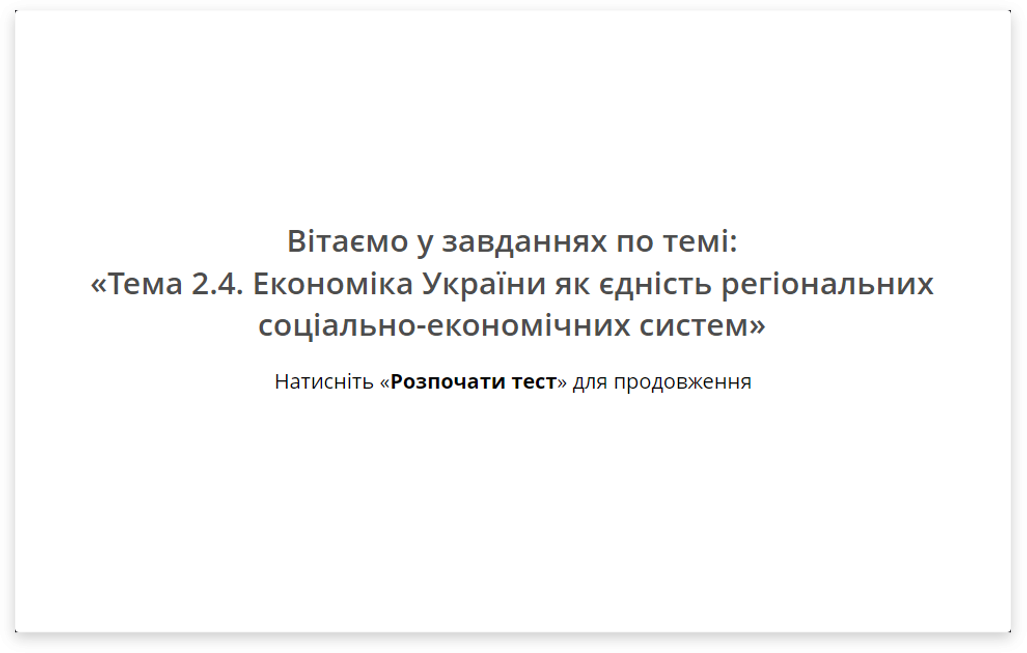 Вітаємо у завданнях по темі:
«Тема 2.4. Економіка України як єдність регіональних
соціально-економічних систем»
Натисніть «Розпочати тест» для продовження